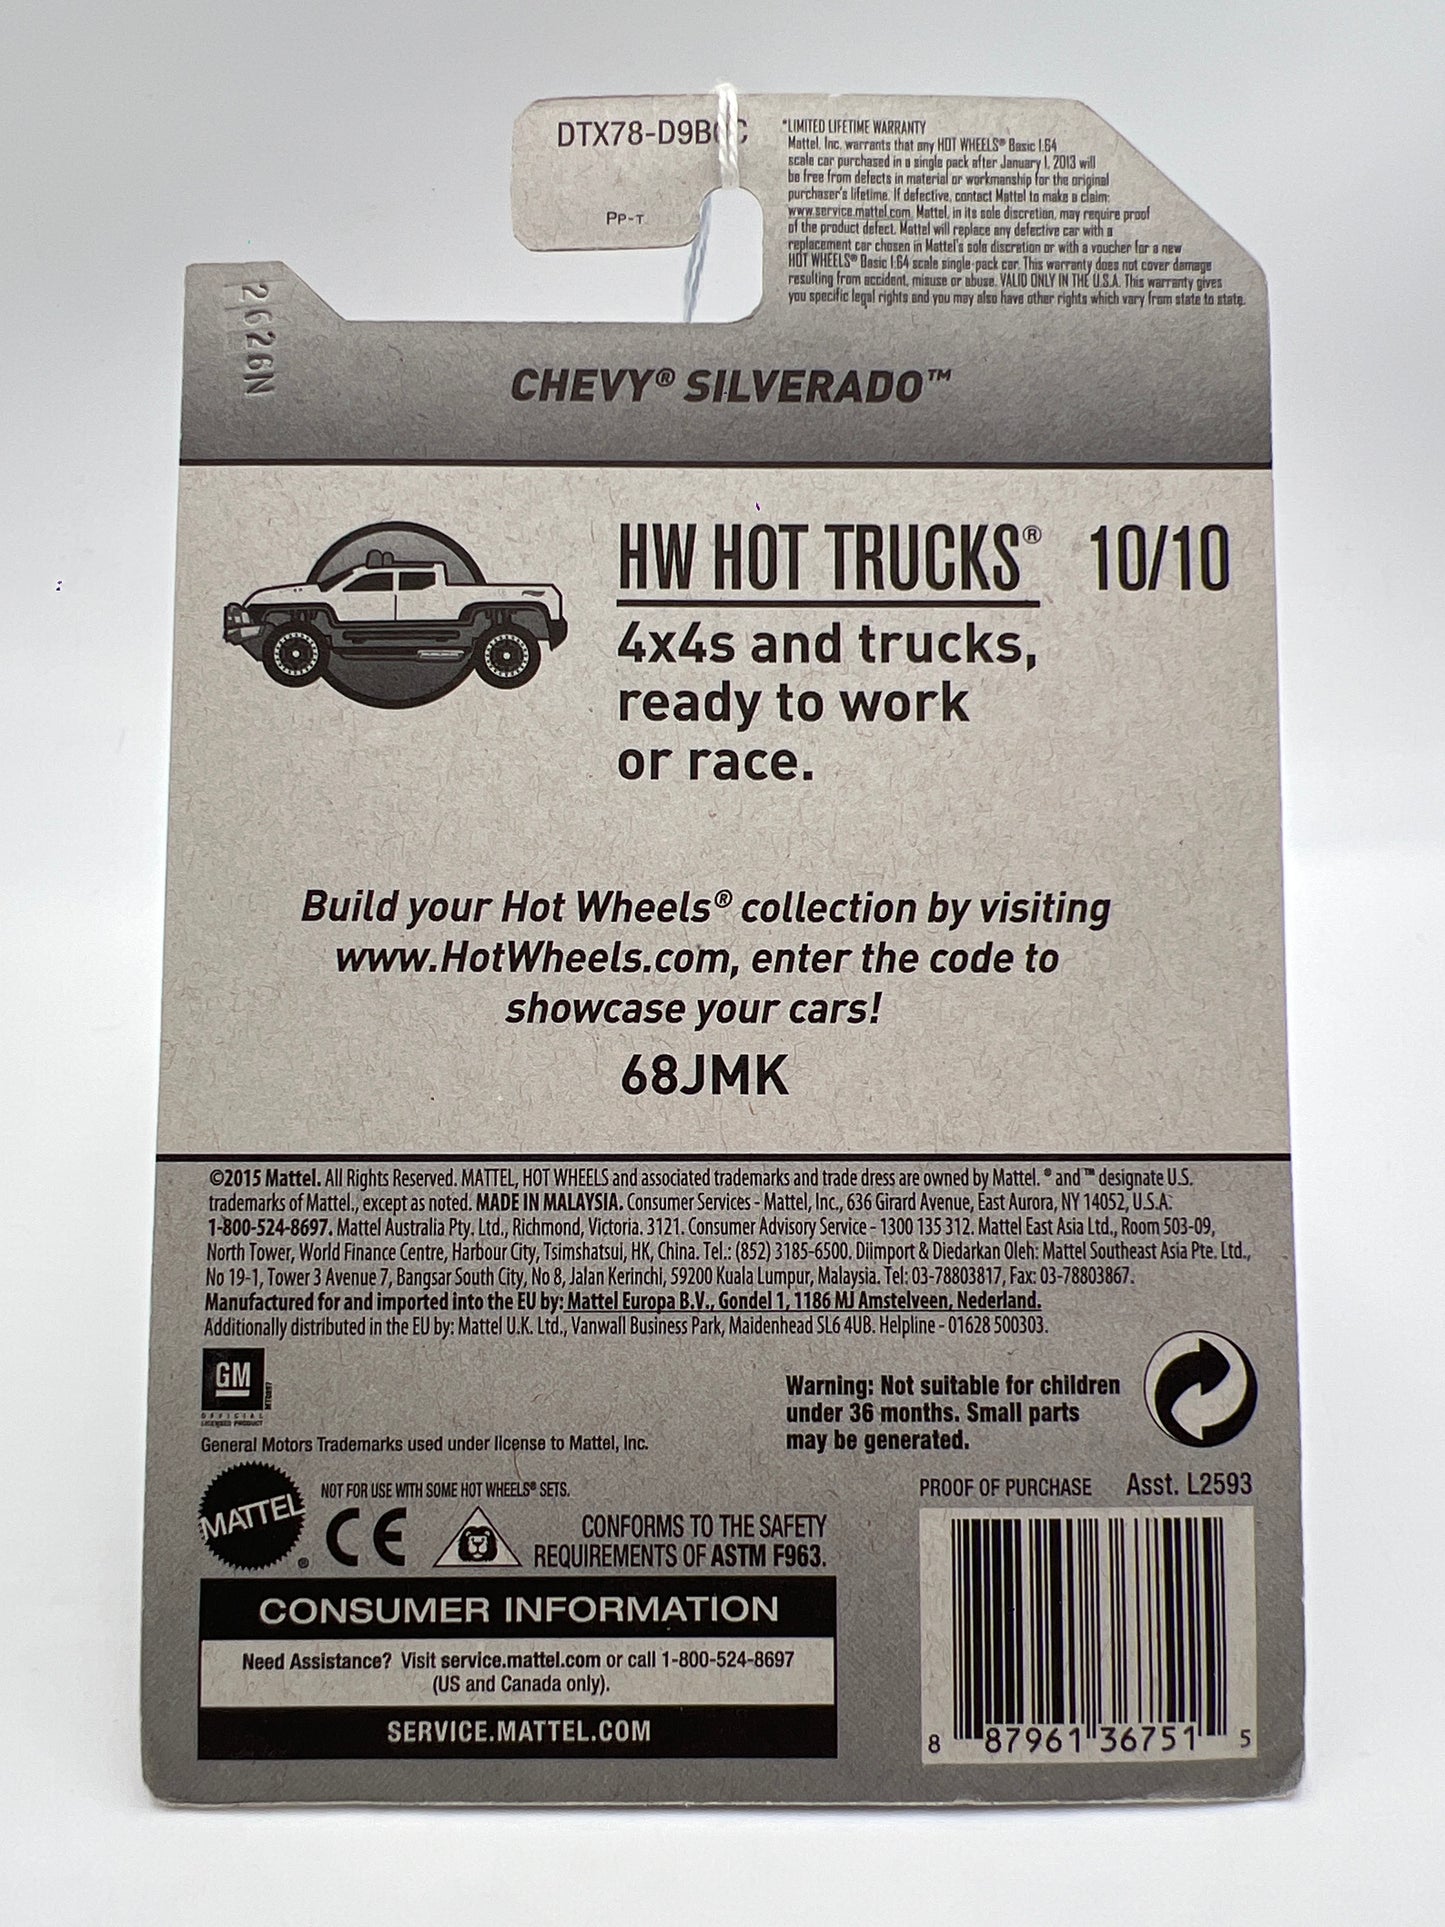 DTX78-D9B
PP-T
*LIMITED LIFETIME WARRANTY
Mattel, Inc. warrants that any HOT WHEELS® Basic 1:64
scale car purchased in a single pack after January 1, 2013 will
be free from defects in material or workmanship for the original
purchaser's lifetime. If defective, contact Mattel to make a claim:
www.service.mattel.com. Mattel, in its sole discretion, may require proof
of the product defect. Mattel will replace any defective car with a
replacement car chosen in Mattel's sole discretion or with a voucher for a new
HOT WHEELS® Basic 1:64 scale single-pack car. This warranty does not cover damage
resulting from accident, misuse or abuse. VALID ONLY IN THE U.S.A. This warranty gives
you specific legal rights and you may also have other rights which vary from state to state.
2626N
CHEVY® SILVERADO™
HW HOT TRUCKS® 10/10
4x4s and trucks,
ready to work
or race.
Build your Hot Wheels® collection by visiting
www.HotWheels.com, enter the code to
showcase your cars!
68JMK
©2015 Mattel. All Rights Reserved. MATTEL, HOT WHEELS and associated trademarks and trade dress are owned by Mattel. ® and ™ designate U.S.
trademarks of Mattel., except as noted. MADE IN MALAYSIA. Consumer Services - Mattel, Inc., 636 Girard Avenue, East Aurora, NY 14052, U.S.A.
1-800-524-8697. Mattel Australia Pty. Ltd., Richmond, Victoria. 3121. Consumer Advisory Service - 1300 135 312. Mattel East Asia Ltd., Room 503-09,
North Tower, World Finance Centre, Harbour City, Tsimshatsui, HK, China. Tel.: (852) 3185-6500. Diimport & Diedarkan Oleh: Mattel Southeast Asia Pte. Ltd.,
No 19-1, Tower 3 Avenue 7, Bangsar South City, No 8, Jalan Kerinchi, 59200 Kuala Lumpur, Malaysia. Tel: 03-78803817, Fax: 03-78803867.
Manufactured for and imported into the EU by: Mattel Europa B.V., Gondel 1, 1186 MJ Amstelveen, Nederland.
Additionally distributed in the EU by: Mattel U.K. Ltd., Vanwall Business Park, Maidenhead SL6 4UB. Helpline - 01628 500303.
GM
OFFICIAL
LICENSED PRODUCT
General Motors Trademarks used under license to Mattel, Inc.
Warning: Not suitable for children
under 36 months. Small parts
may be generated.
MATTEL®
NOT FOR USE WITH SOME HOT WHEELS® SETS.
CE
CONFORMS TO THE SAFETY
REQUIREMENTS OF ASTM F963.
PROOF OF PURCHASE Asst. L2593
CONSUMER INFORMATION
Need Assistance? Visit service.mattel.com or call 1-800-524-8697
(US and Canada only).
SERVICE.MATTEL.COM
8 87961 36751 5